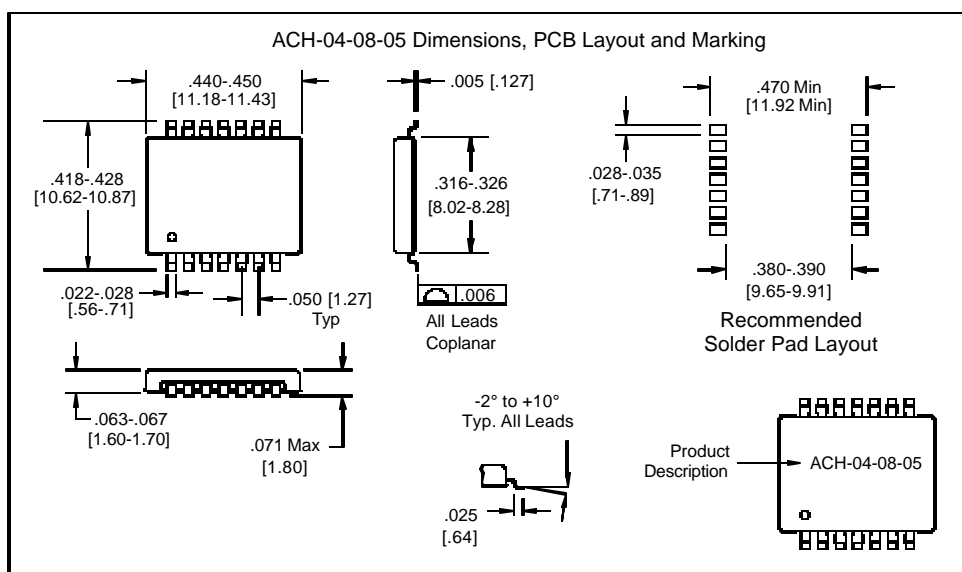 ACH-04-08-05 Dimensions, PCB Layout and Marking
.440-.450
[11.18-11.43]
.005 [.127]
.470 Min
[11.92 Min]
.418-.428
[10.62-10.87]
.316-.326
[8.02-8.28]
.028-.035
[.71-.89]
.022-.028
[.56-.71]
.050 [1.27]
Typ
.006
All Leads
Coplanar
.380-.390
[9.65-9.91]
Recommended
Solder Pad Layout
.063-.067
[1.60-1.70]
.071 Max
[1.80]
-2° to +10°
Typ. All Leads
.025
[.64]
Product
Description
ACH-04-08-05